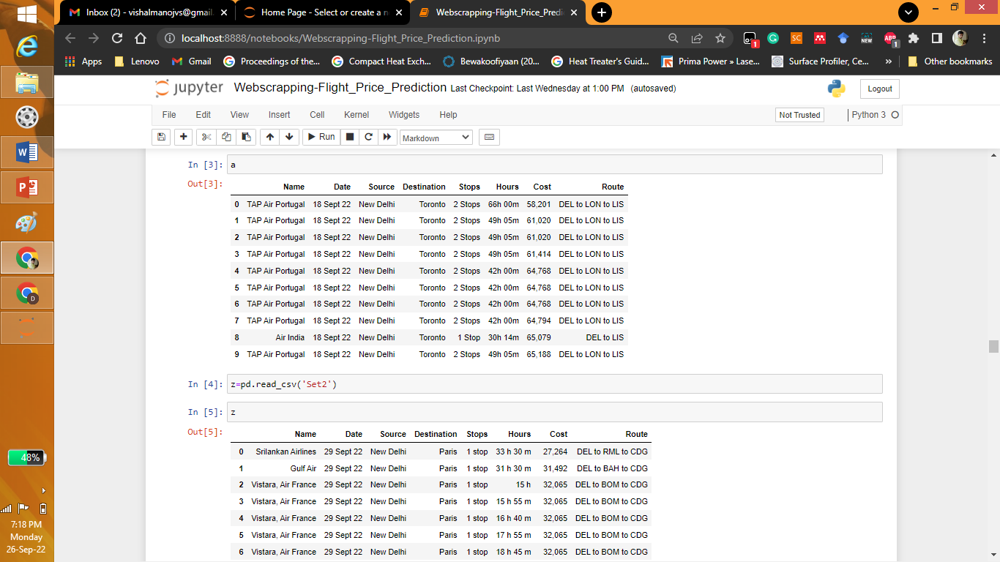 Inbox (2) - vishalmanojvs@gmail. Home Page - Select or create a n Webscrapping-Flight_Price_Predi
localhost:8888/notebooks/Webscrapping-Flight_Price_Prediction.ipynb
Apps Lenovo Gmail Proceedings of the... Compact Heat Exch... Bewakoofiyaan (20... Heat Treater's Guid... Prima Power » Lase... Surface Profiler, Ce... » Other bookmarks
jupyter Webscrapping-Flight_Price_Prediction Last Checkpoint: Last Wednesday at 1:00 PM (autosaved) Logout
File Edit View Insert Cell Kernel Widgets Help Not Trusted Python 3
Run Markdown
In [3]: a
Out[3]:
Name Date Source Destination Stops Hours Cost Route
0 TAP Air Portugal 18 Sept 22 New Delhi Toronto 2 Stops 66h 00m 58,201 DEL to LON to LIS
1 TAP Air Portugal 18 Sept 22 New Delhi Toronto 2 Stops 49h 05m 61,020 DEL to LON to LIS
2 TAP Air Portugal 18 Sept 22 New Delhi Toronto 2 Stops 49h 05m 61,020 DEL to LON to LIS
3 TAP Air Portugal 18 Sept 22 New Delhi Toronto 2 Stops 49h 05m 61,414 DEL to LON to LIS
4 TAP Air Portugal 18 Sept 22 New Delhi Toronto 2 Stops 42h 00m 64,768 DEL to LON to LIS
5 TAP Air Portugal 18 Sept 22 New Delhi Toronto 2 Stops 42h 00m 64,768 DEL to LON to LIS
6 TAP Air Portugal 18 Sept 22 New Delhi Toronto 2 Stops 42h 00m 64,768 DEL to LON to LIS
7 TAP Air Portugal 18 Sept 22 New Delhi Toronto 2 Stops 42h 00m 64,794 DEL to LON to LIS
8 Air India 18 Sept 22 New Delhi Toronto 1 Stop 30h 14m 65,079 DEL to LIS
9 TAP Air Portugal 18 Sept 22 New Delhi Toronto 2 Stops 49h 05m 65,188 DEL to LON to LIS
In [4]: z=pd.read_csv('Set2')
In [5]: z
Out[5]:
Name Date Source Destination Stops Hours Cost Route
0 Srilankan Airlines 29 Sept 22 New Delhi Paris 1 stop 33 h 30 m 27,264 DEL to RML to CDG
1 Gulf Air 29 Sept 22 New Delhi Paris 1 stop 31 h 30 m 31,492 DEL to BAH to CDG
2 Vistara, Air France 29 Sept 22 New Delhi Paris 1 stop 15 h 32,065 DEL to BOM to CDG
3 Vistara, Air France 29 Sept 22 New Delhi Paris 1 stop 15 h 55 m 32,065 DEL to BOM to CDG
4 Vistara, Air France 29 Sept 22 New Delhi Paris 1 stop 16 h 40 m 32,065 DEL to BOM to CDG
5 Vistara, Air France 29 Sept 22 New Delhi Paris 1 stop 17 h 55 m 32,065 DEL to BOM to CDG
6 Vistara, Air France 29 Sept 22 New Delhi Paris 1 stop 18 h 45 m 32,065 DEL to BOM to CDG
48%
7:18 PM
Monday
26-Sep-22